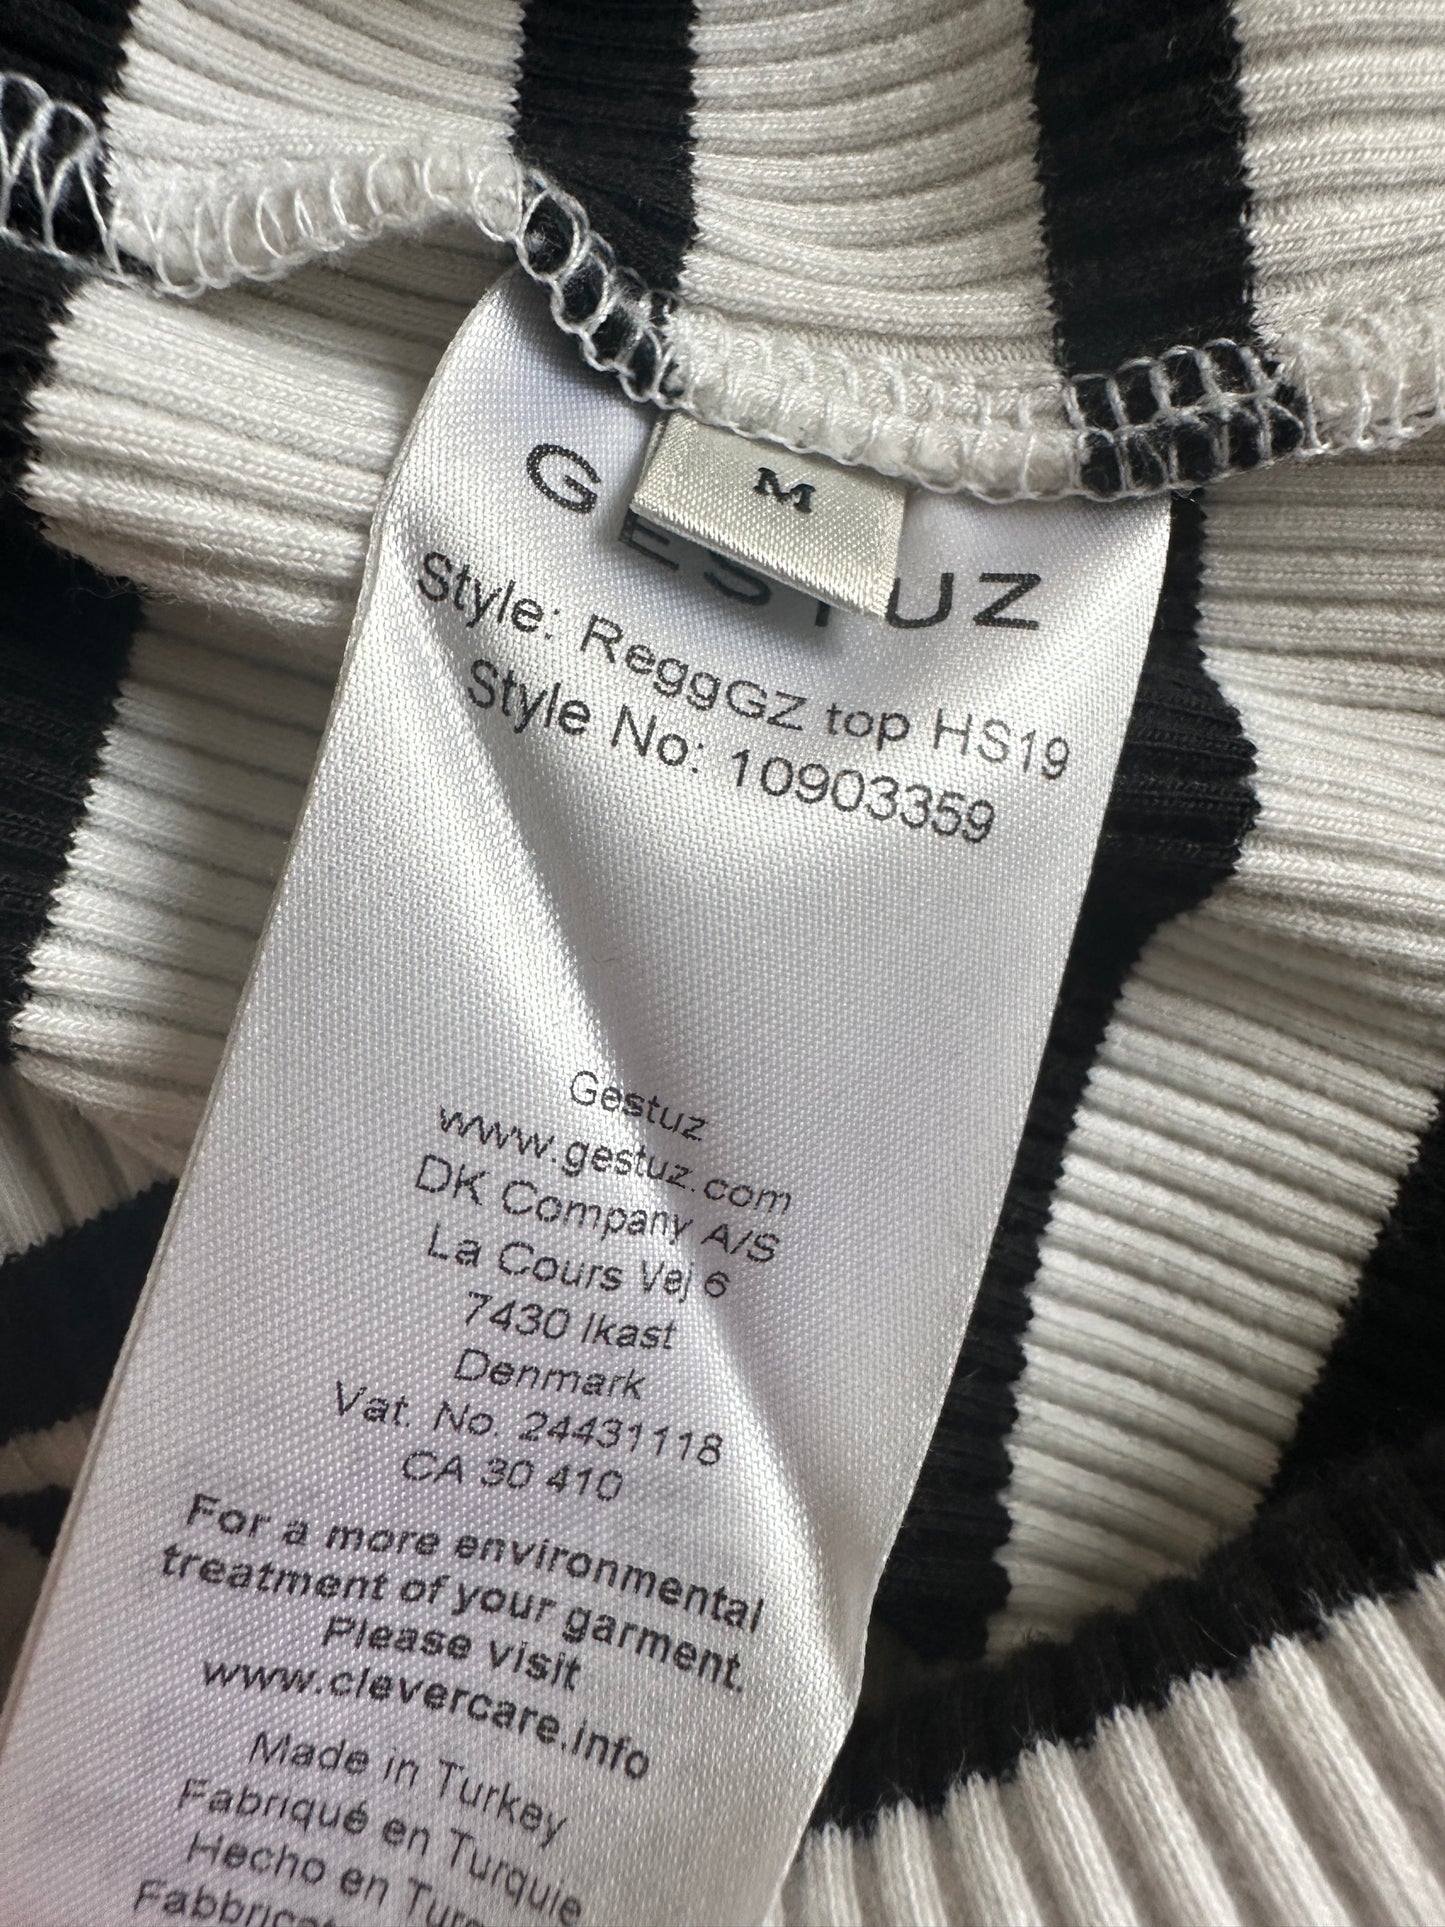 M
GESTUZ
Style: ReggGZ top HS19
Style No: 10903359
Gestuz
www.gestuz.com
DK Company A/S
La Cours Vej 6
7430 Ikast
Denmark
Vat. No. 24431118
CA 30 410
For a more environmental
treatment of your garment.
Please visit
www.clevercare.info
Made in Turkey
Fabriqué en Turquie
Hecho en